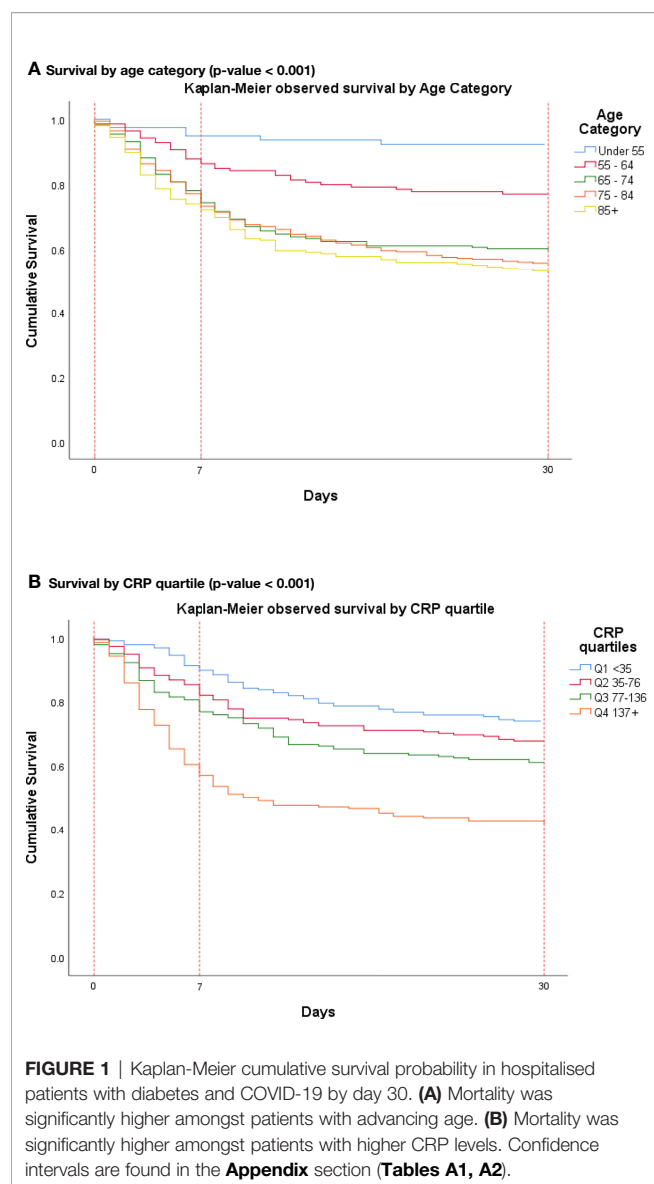 A Survival by age category (p-value < 0.001)
Kaplan-Meier observed survival by Age Category
Age
Category
Under 55
55 - 64
65 - 74
75 - 84
85+
1.0
0.8
0.6
0.4
0.2
0.0
Cumulative Survival
0
7
30
Days
B Survival by CRP quartile (p-value < 0.001)
Kaplan-Meier observed survival by CRP quartile
CRP
quartiles
Q1 <35
Q2 35-76
Q3 77-136
Q4 137+
1.0
0.8
0.6
0.4
0.2
0.0
Cumulative Survival
0
7
30
Days
FIGURE 1 | Kaplan-Meier cumulative survival probability in hospitalised
patients with diabetes and COVID-19 by day 30. (A) Mortality was
significantly higher amongst patients with advancing age. (B) Mortality was
significantly higher amongst patients with higher CRP levels. Confidence
intervals are found in the Appendix section (Tables A1, A2).